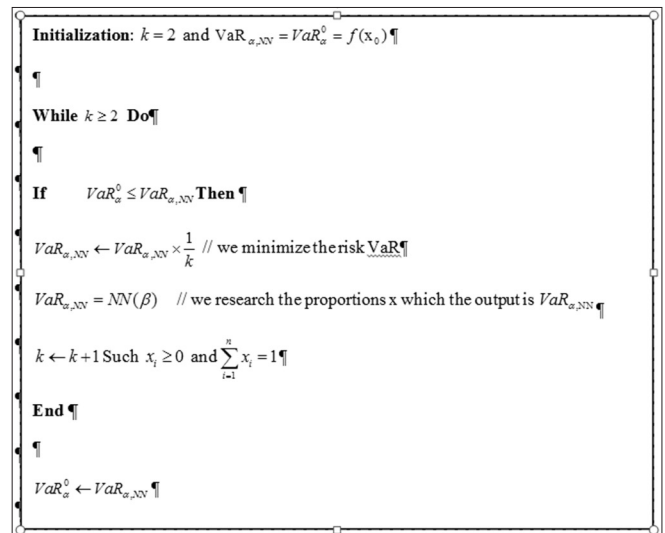 Initialization: k = 2 and VaR_{α,NN} = VaR_α^0 = f(x_0)¶
¶
While k ≥ 2 Do¶
¶
If VaR_α^0 ≤ VaR_{α,NN} Then ¶
VaR_{α,NN} ← VaR_{α,NN} × 1/k // we minimize the risk VaR¶
VaR_{α,NN} = NN(β) // we research the proportions x which the output is VaR_{α,NN} ¶
k ← k+1 Such x_i ≥ 0 and ∑_{i=1}^{n} x_i = 1¶
End ¶
¶
VaR_α^0 ← VaR_{α,NN} ¶